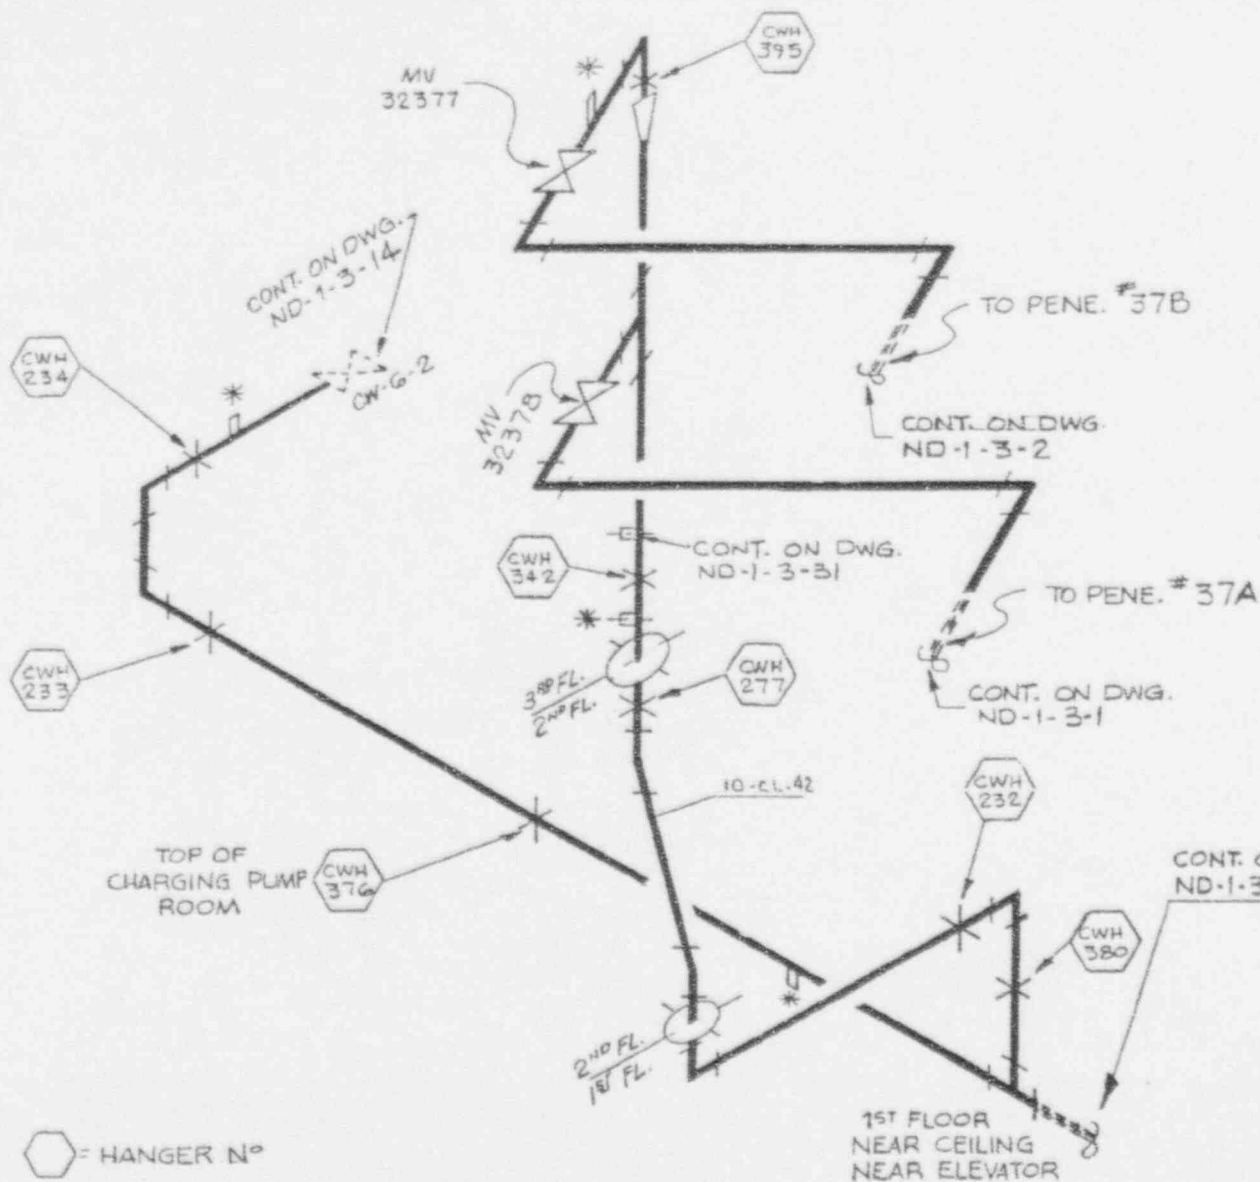 CWH
395
MV
32377
CONT. ON DWG.
ND-1-3-14
TO PENE. #37B
CWH
234
CW-6-2
MV
32378
CONT. ON DWG.
ND-1-3-2
CONT. ON DWG.
ND-1-3-31
CWH
342
TO PENE. #37A
CWH
233
CWH
277
3RD FL.
2ND FL.
CONT. ON DWG.
ND-1-3-1
10-CL-42
CWH
232
TOP OF
CHARGING PUMP
ROOM
CWH
376
CONT.
ND-1-3
CWH
380
2ND FL.
1ST FL.
1ST FLOOR
NEAR CEILING
NEAR ELEVATOR
= HANGER Nº